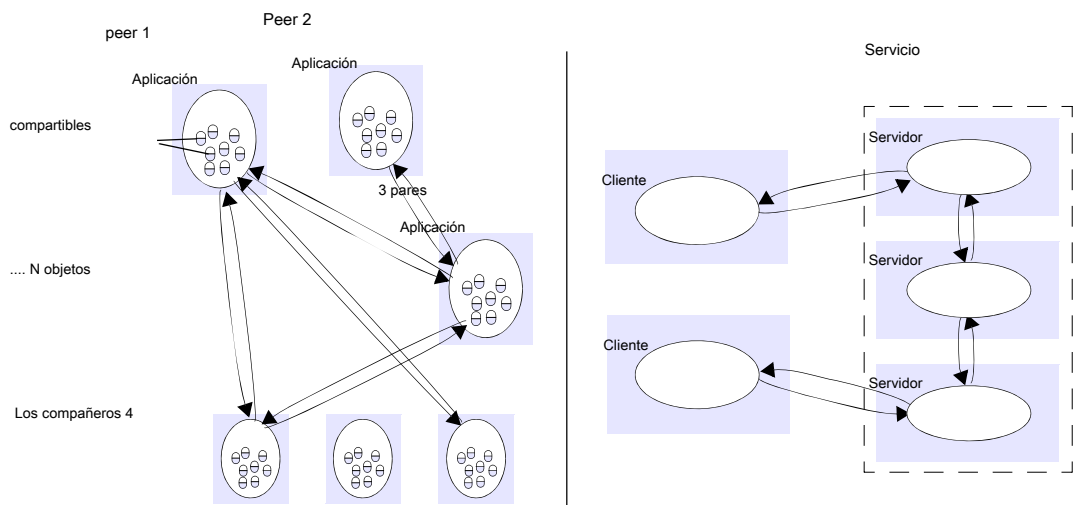 peer 1
Peer 2
Aplicación
Aplicación
compartibles
3 pares
Aplicación
.... N objetos
Los compañeros 4
Servicio
Servidor
Cliente
Servidor
Cliente
Servidor